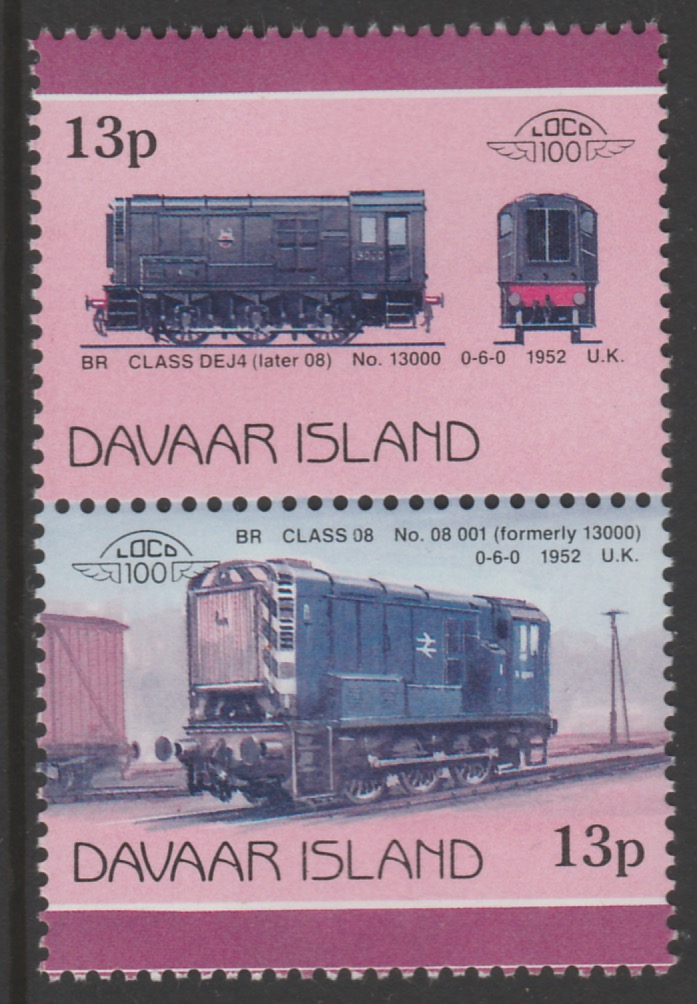 13p
LOCO
100
3000
BR CLASS DEJ4 (later 08) No. 13000 0-6-0 1952 U.K.
DAVAAR ISLAND
LOCO
100
BR CLASS 08 No. 08 001 (formerly 13000)
0-6-0 1952 U.K.
DAVAAR ISLAND
13p